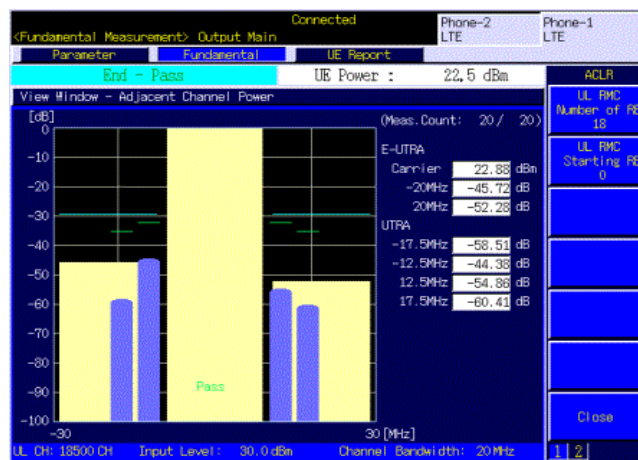 Connected
<Fundamental Measurement> Output Main
Phone-2 LTE
Phone-1 LTE
Parameter Fundamental UE Report
End - Pass UE Power : 22.5 dBm
ACLR
View Window - Adjacent Channel Power
UL RMC
Number of RB
18
UL RMC
Starting RB
0
Close
1 2
[dB]
(Meas.Count: 20/ 20)
0
-10
-20
-30
-40
-50
-60
-70
-80
-90
-100
-30
30 [MHz]
Pass
E-UTRA
Carrier 22.88 dBm
-20MHz -45.72 dB
20MHz -52.28 dB
UTRA
-17.5MHz -58.51 dB
-12.5MHz -44.38 dB
12.5MHz -54.86 dB
17.5MHz -60.41 dB
UL CH: 18500 CH Input Level: 30.0 dBm Channel Bandwidth: 20 MHz